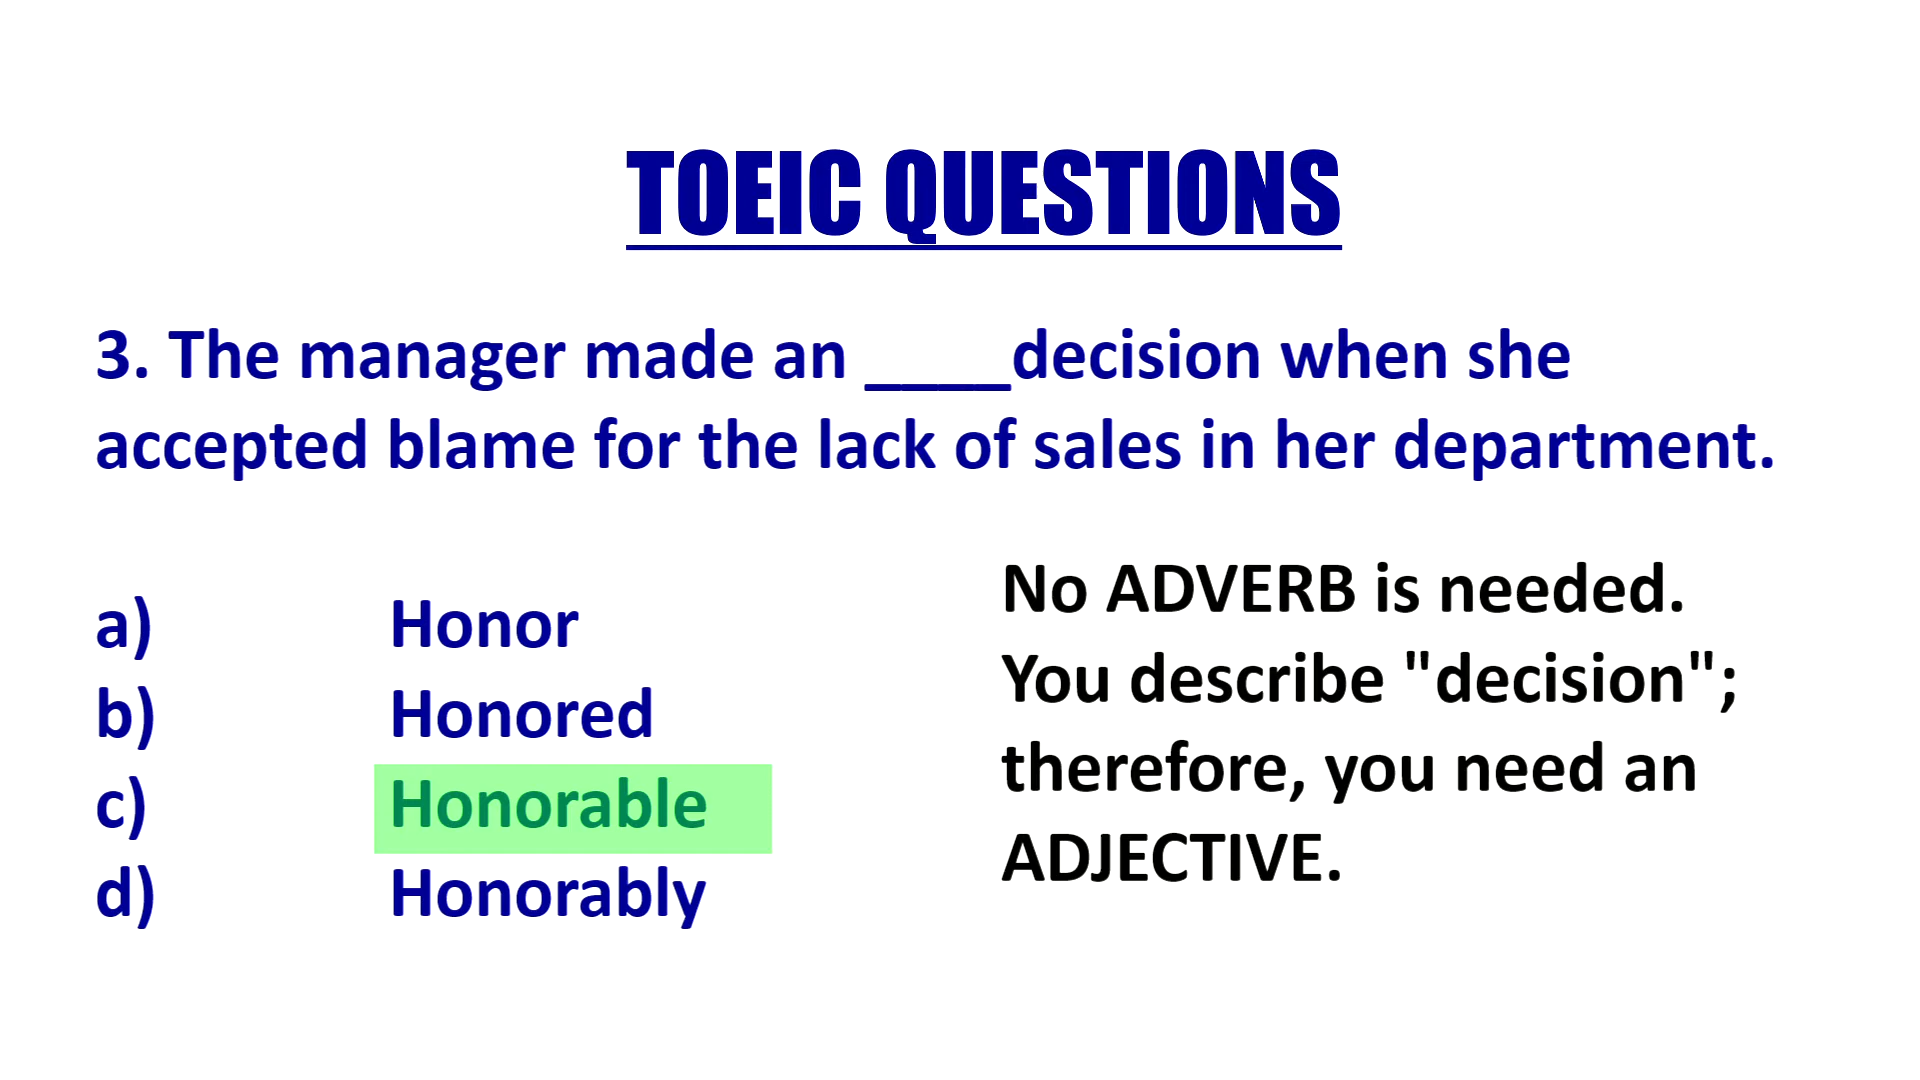 TOEIC QUESTIONS
3. The manager made an ____decision when she
accepted blame for the lack of sales in her department.
a) Honor
b) Honored
c) Honorable
d) Honorably
No ADVERB is needed.
You describe "decision";
therefore, you need an
ADJECTIVE.